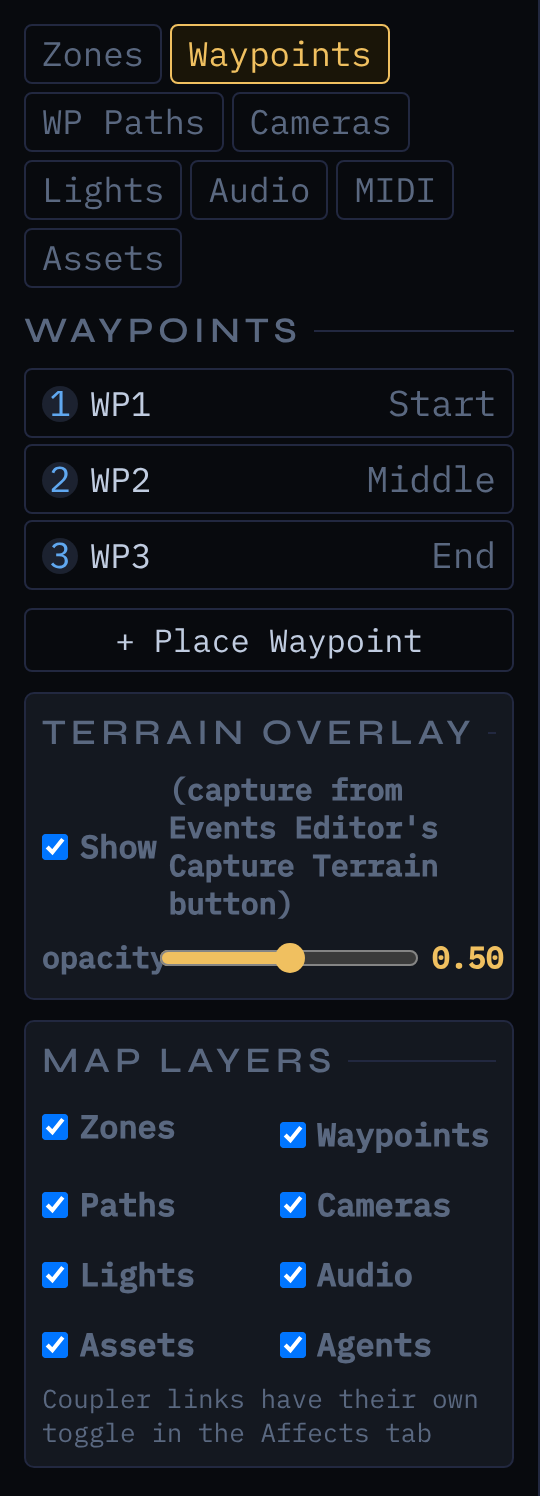 Zones Waypoints
WP Paths Cameras
Lights Audio MIDI
Assets
WAYPOINTS
1 WP1 Start
2 WP2 Middle
3 WP3 End
+ Place Waypoint
TERRAIN OVERLAY
Show
(capture from
Events Editor's
Capture Terrain
button)
opacity 0.50
MAP LAYERS
Zones Waypoints
Paths Cameras
Lights Audio
Assets Agents
Coupler links have their own
toggle in the Affects tab